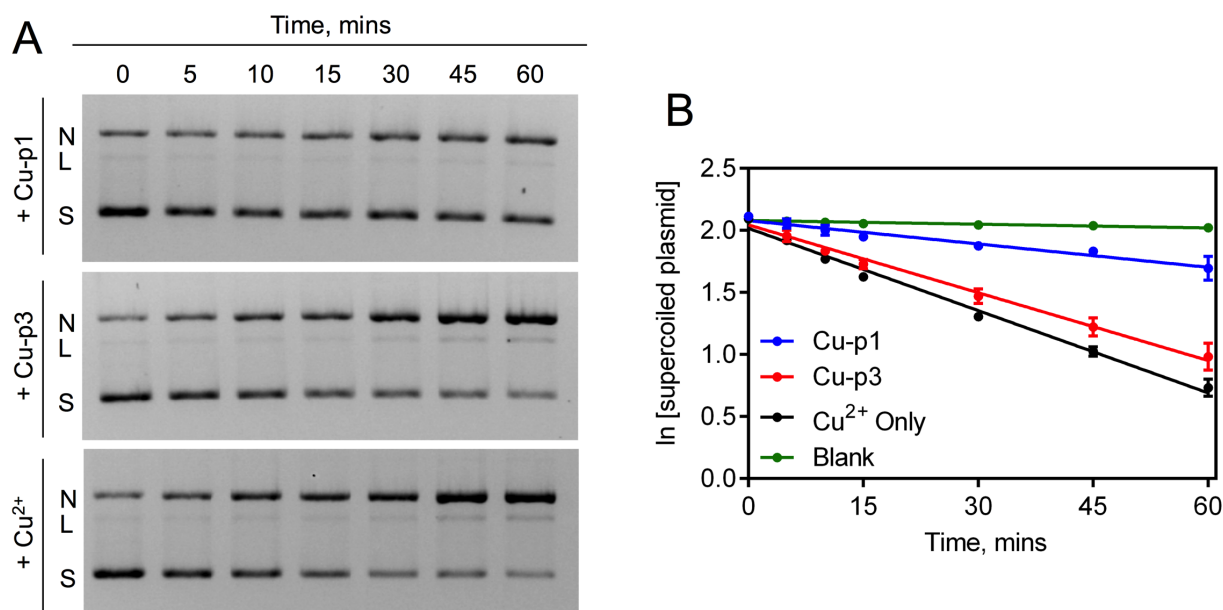 A
Time, mins
0 5 10 15 30 45 60
+ Cu-p1
N
L
S
+ Cu-p3
N
L
S
+ Cu²⁺
N
L
S
B
ln [supercoiled plasmid]
2.5
2.0
1.5
1.0
0.5
0.0
Cu-p1
Cu-p3
Cu²⁺ Only
Blank
0 15 30 45 60
Time, mins